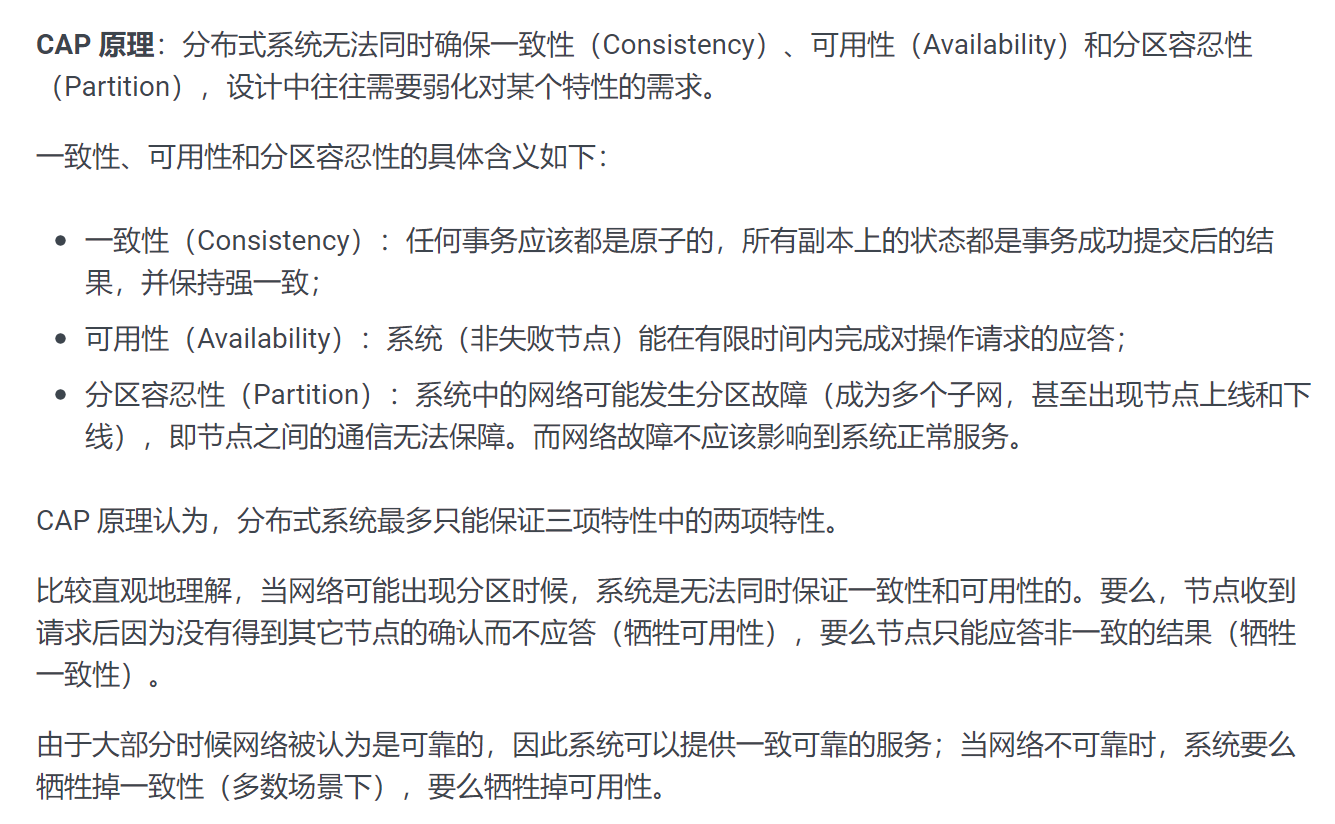 CAP 原理：分布式系统无法同时确保一致性（Consistency）、可用性（Availability）和分区容忍性
（Partition），设计中往往需要弱化对某个特性的需求。
一致性、可用性和分区容忍性的具体含义如下：
• 一致性（Consistency）：任何事务应该都是原子的，所有副本上的状态都是事务成功提交后的结
果，并保持强一致；
• 可用性（Availability）：系统（非失败节点）能在有限时间内完成对操作请求的应答；
• 分区容忍性（Partition）：系统中的网络可能发生分区故障（成为多个子网，甚至出现节点上线和下
线），即节点之间的通信无法保障。而网络故障不应该影响到系统正常服务。
CAP 原理认为，分布式系统最多只能保证三项特性中的两项特性。
比较直观地理解，当网络可能出现分区时候，系统是无法同时保证一致性和可用性的。要么，节点收到
请求后因为没有得到其它节点的确认而不应答（牺牲可用性），要么节点只能应答非一致的结果（牺牲
一致性）。
由于大部分时候网络被认为是可靠的，因此系统可以提供一致可靠的服务；当网络不可靠时，系统要么
牺牲掉一致性（多数场景下），要么牺牲掉可用性。